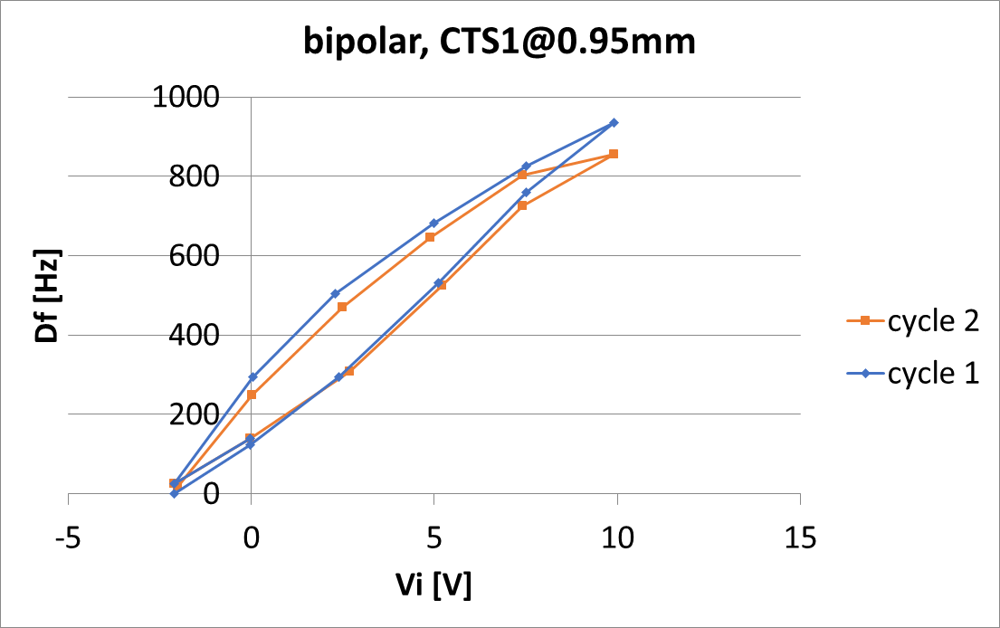 bipolar, CTS1@0.95mm
1000
800
600
400
200
0
Df [Hz]
-5 0 5 10 15
Vi [V]
cycle 2
cycle 1